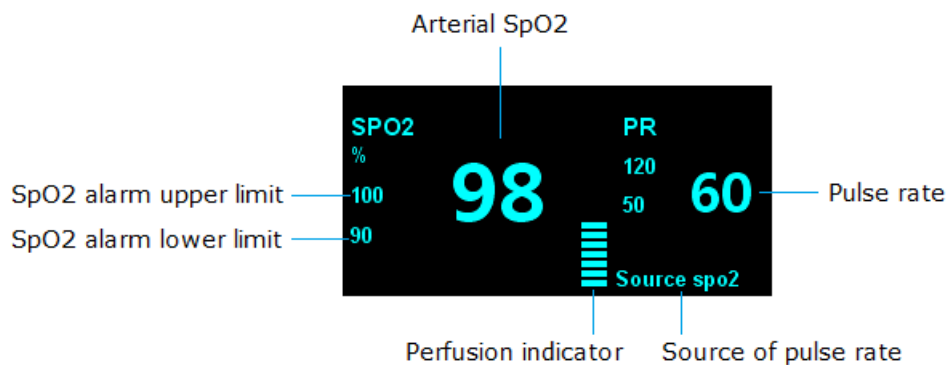 Arterial SpO2
SPO2
%
100
90
98
PR
120
50
60
Source spo2
SpO2 alarm upper limit
SpO2 alarm lower limit
Pulse rate
Perfusion indicator
Source of pulse rate